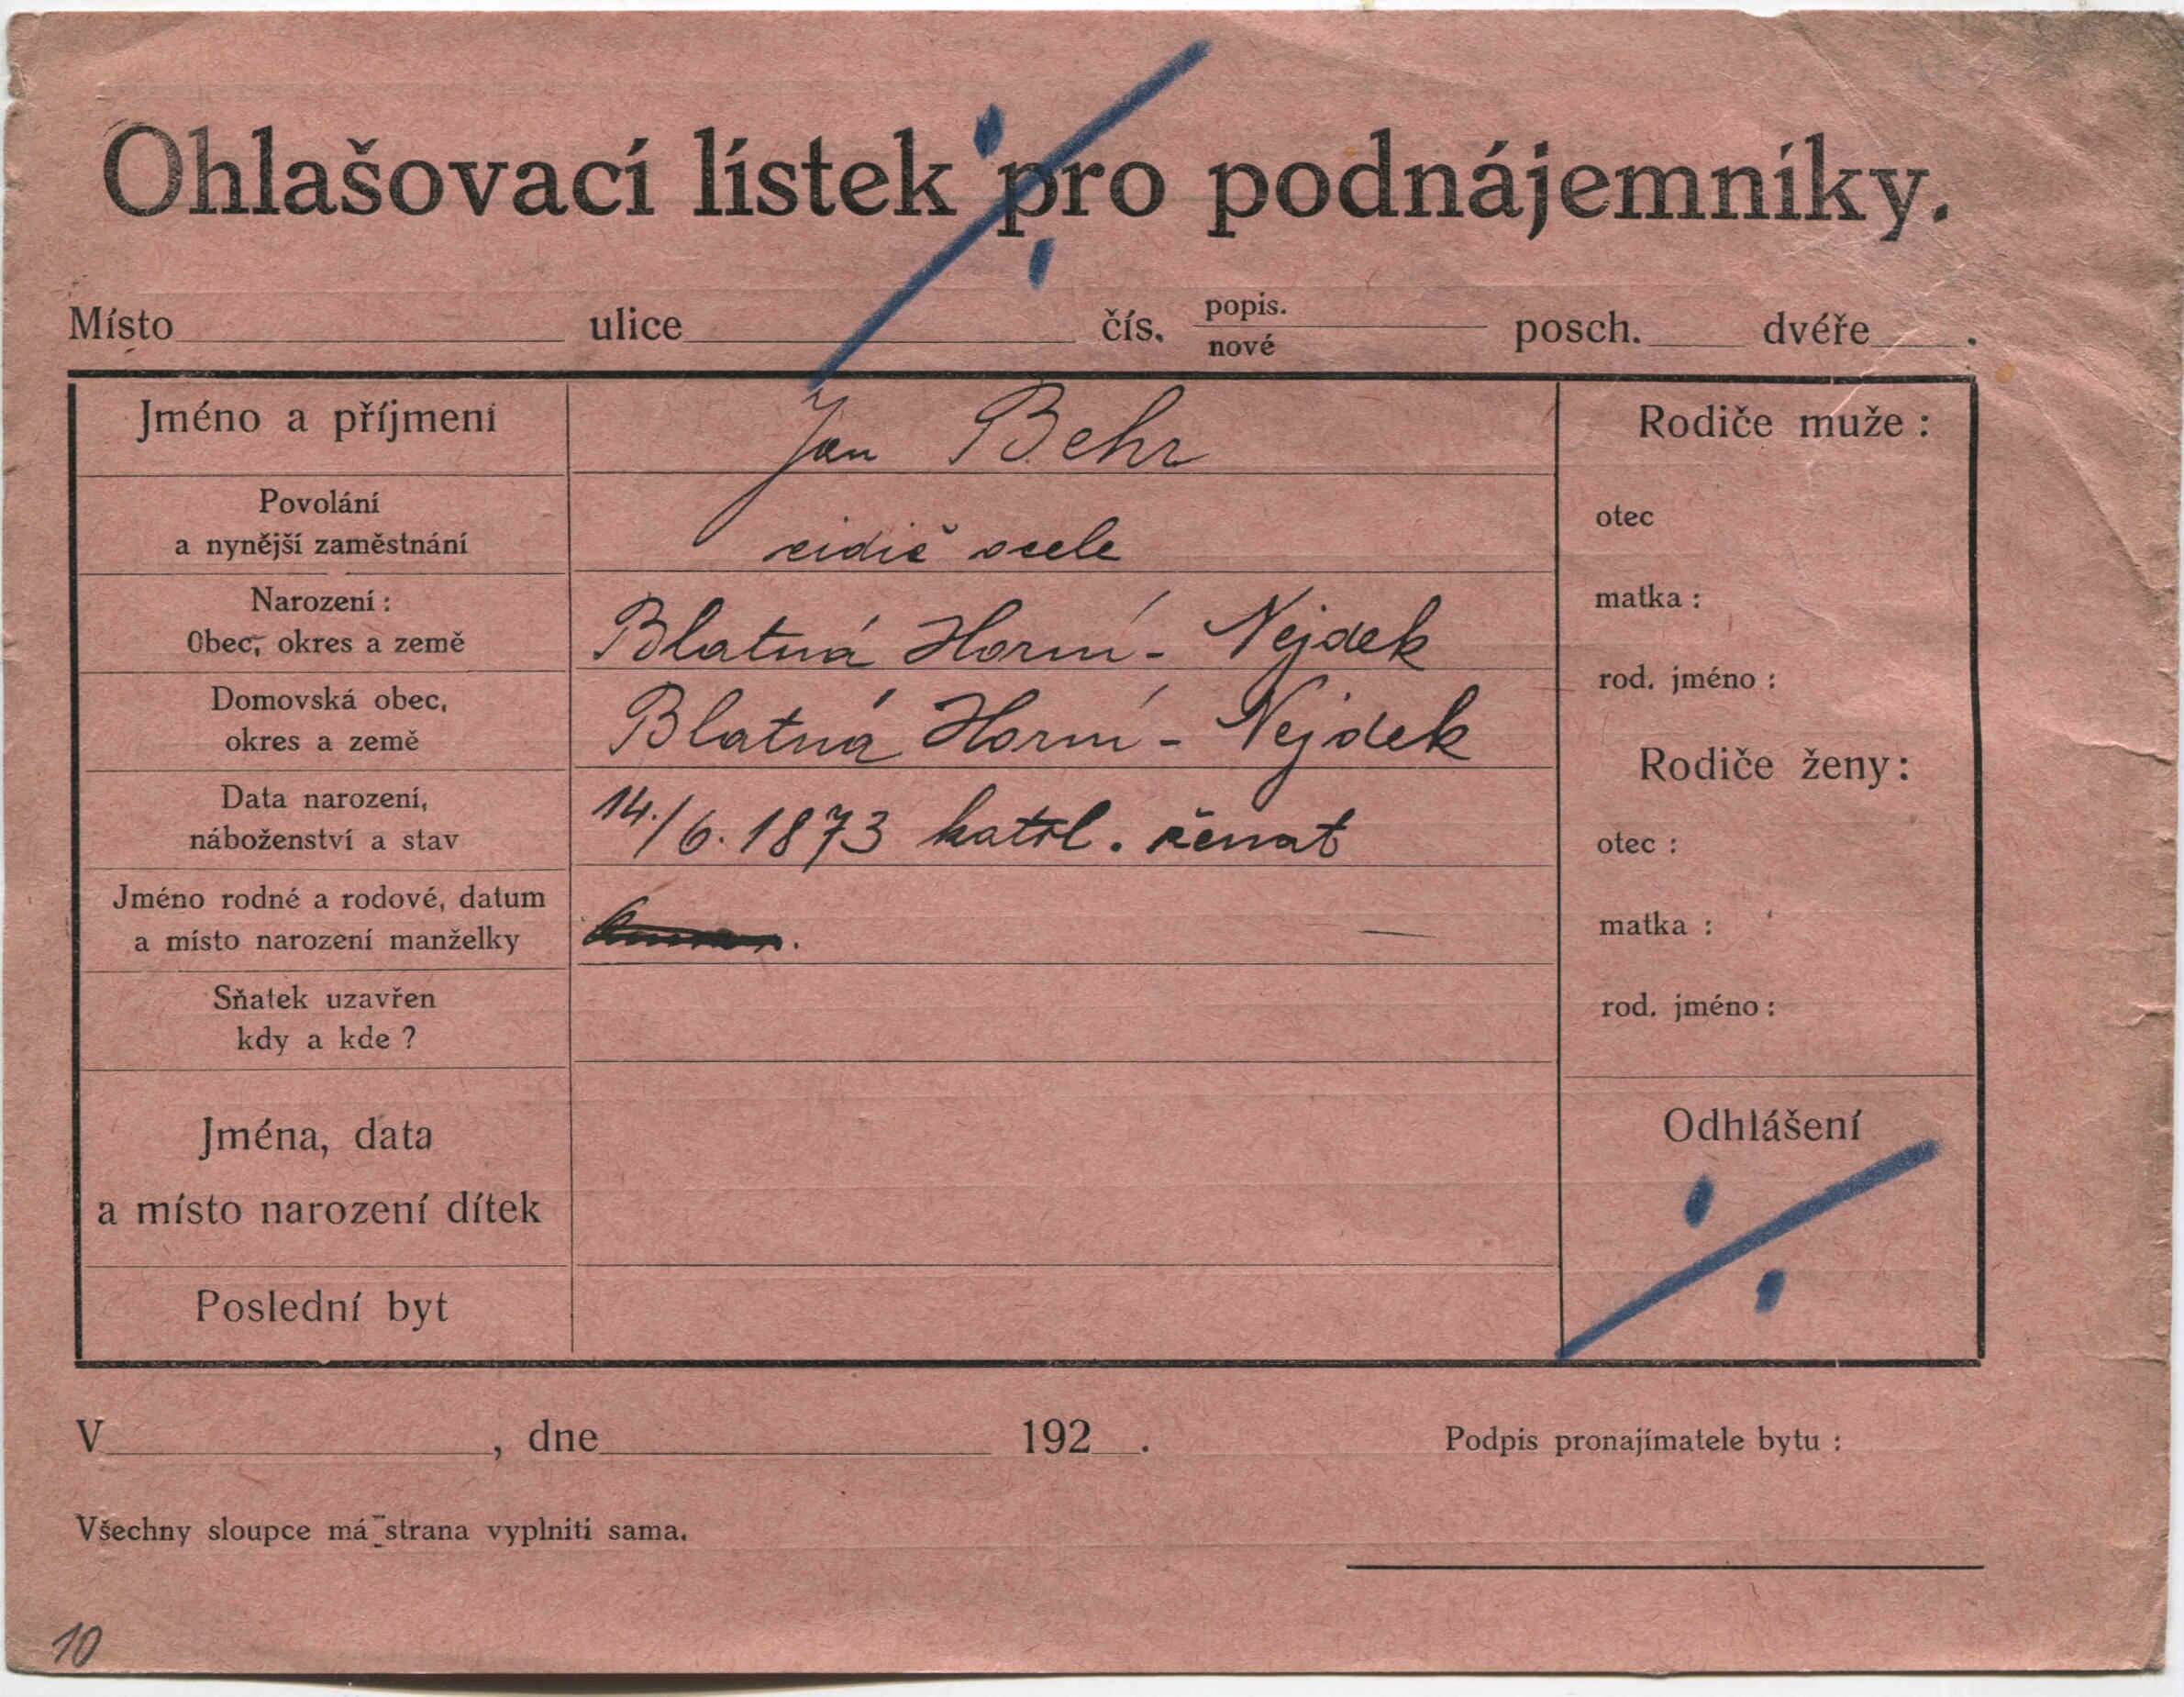 Ohlašovací lístek pro podnájemníky.
Místo ulice čís. popis. nové posch. dvéře .
Jméno a příjmení
Jan Behr
Povolání
a nynější zaměstnání
ocele
Narození :
Obec, okres a země
Blatná Horní - Nejdek
Domovská obec,
okres a země
Blatná Horní - Nejdek
Data narození,
náboženství a stav
14./6. 1873 katol. ženat
Jméno rodné a rodové, datum
a místo narození manželky
—
Sňatek uzavřen
kdy a kde ?
Jména, data
a místo narození dítek
Poslední byt
Rodiče muže :
otec
matka :
rod. jméno :
Rodiče ženy :
otec :
matka :
rod. jméno :
Odhlášení
V , dne 192 .
Podpis pronajímatele bytu :
Všechny sloupce má strana vyplniti sama.
10